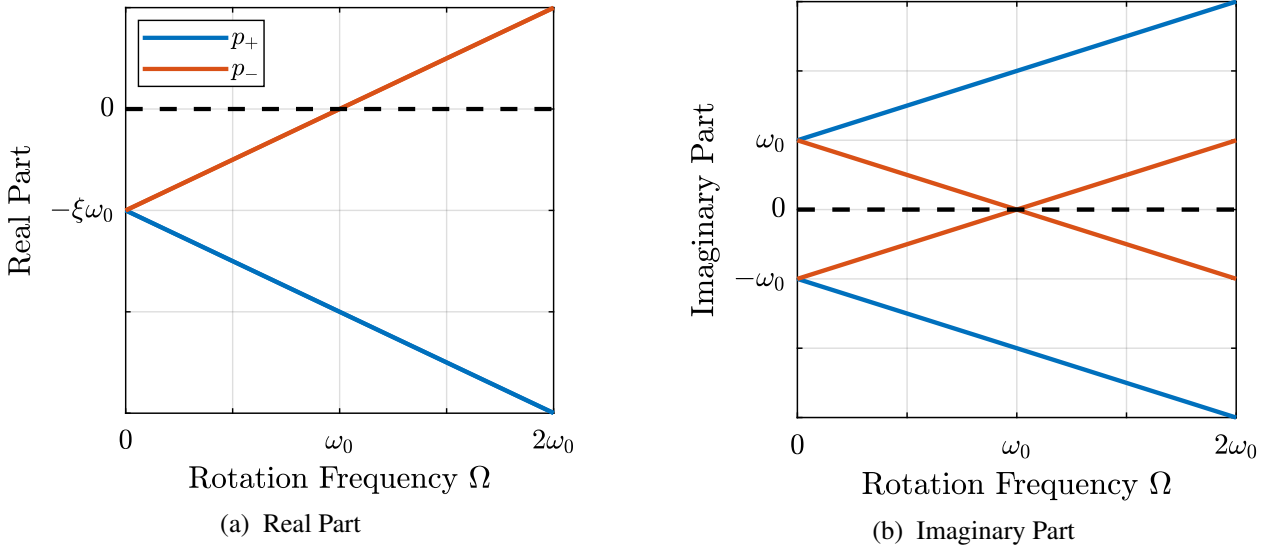 p₊
p₋
0
−ξω₀
Real Part
0
ω₀
2ω₀
Rotation Frequency Ω
(a) Real Part
ω₀
0
−ω₀
Imaginary Part
0
ω₀
2ω₀
Rotation Frequency Ω
(b) Imaginary Part